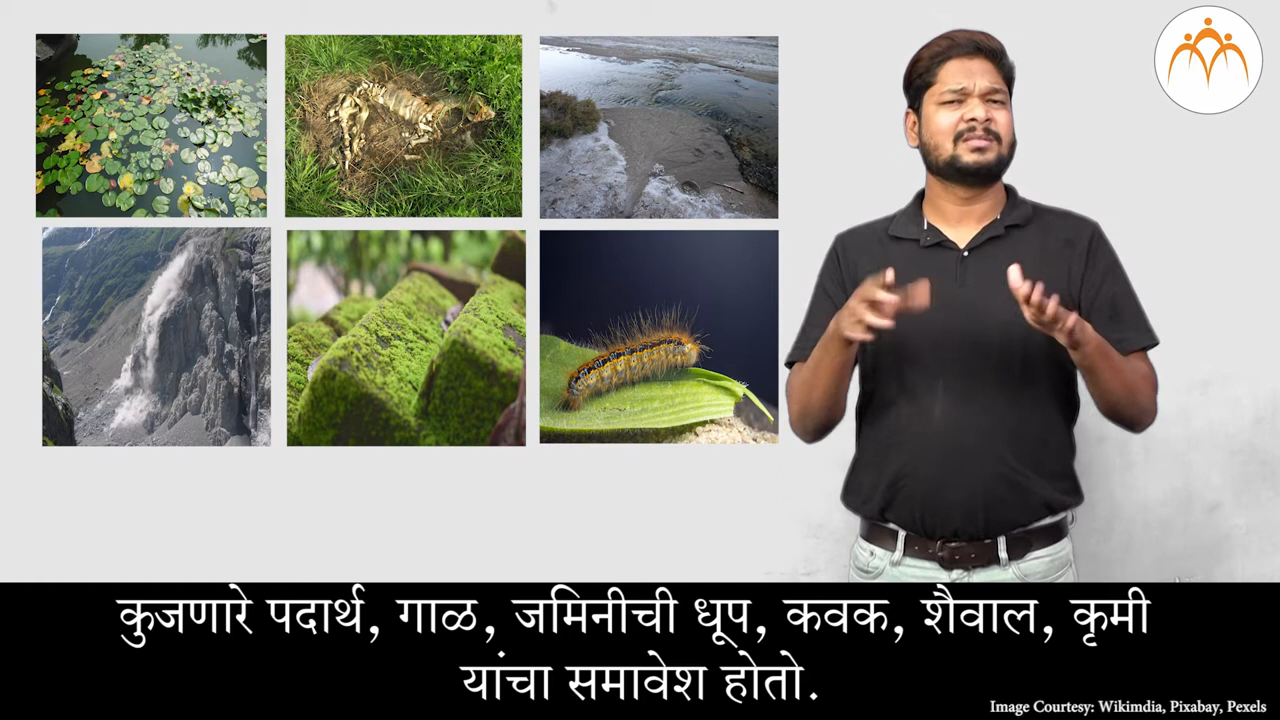 कुजणारे पदार्थ, गाळ, जमिनीची धूप, कवक, शैवाल, कृमी
यांचा समावेश होतो.
Image Courtesy: Wikimdia, Pixabay, Pexels